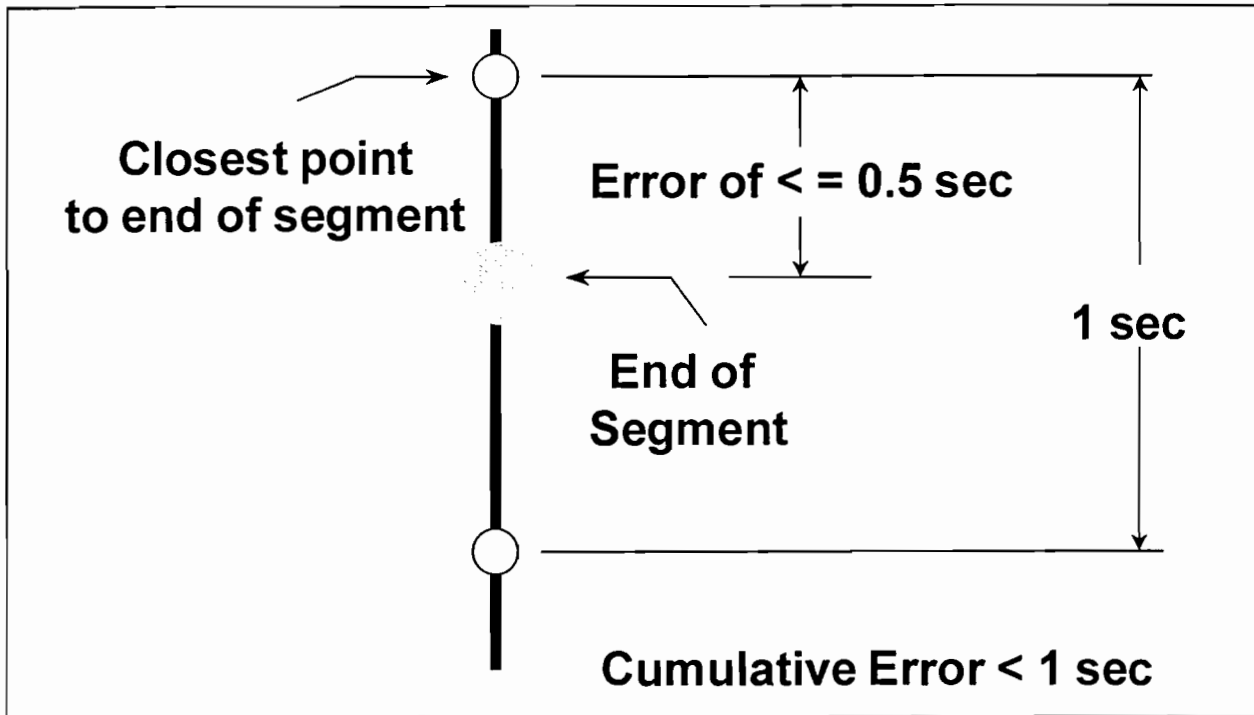 Closest point
to end of segment
Error of < = 0.5 sec
1 sec
End of
Segment
Cumulative Error < 1 sec